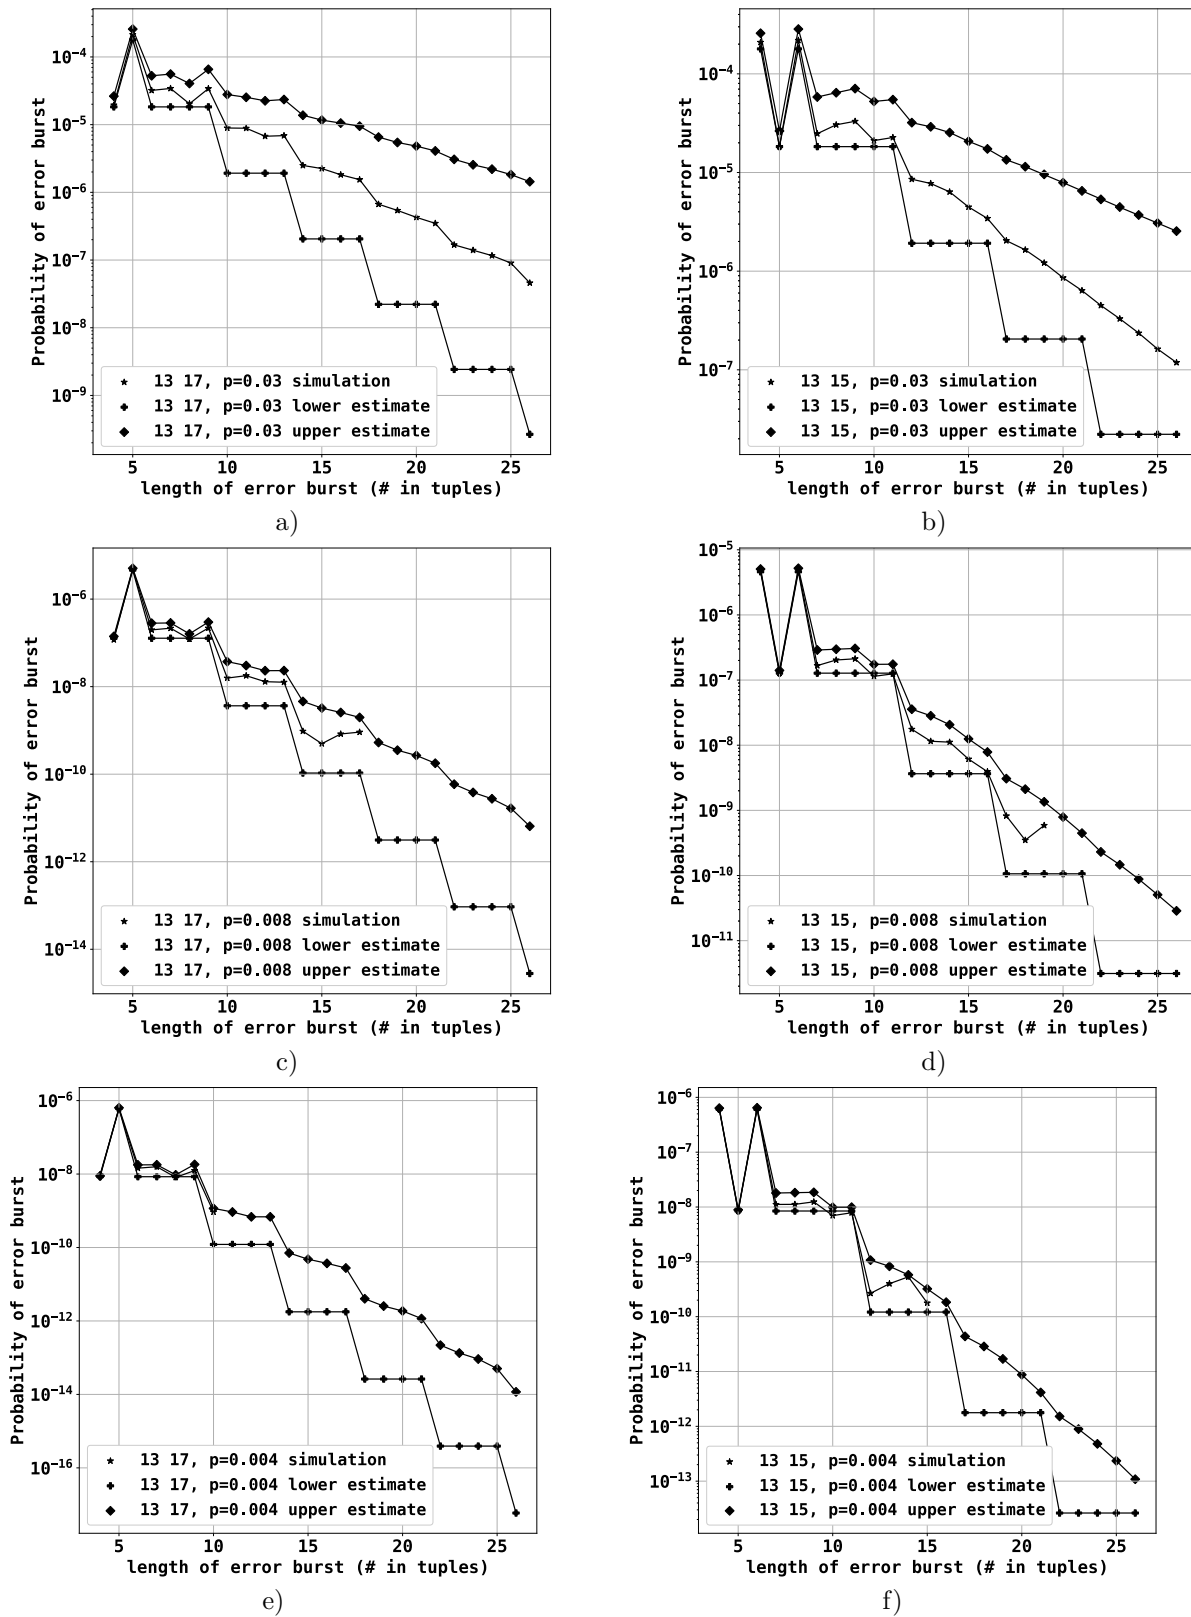 Probability of error burst
10−4
10−5
10−6
10−7
10−8
10−9
13 17, p=0.03 simulation
13 17, p=0.03 lower estimate
13 17, p=0.03 upper estimate
5 10 15 20 25
length of error burst (# in tuples)
a)
Probability of error burst
10−4
10−5
10−6
10−7
13 15, p=0.03 simulation
13 15, p=0.03 lower estimate
13 15, p=0.03 upper estimate
5 10 15 20 25
length of error burst (# in tuples)
b)
Probability of error burst
10−6
10−8
10−10
10−12
10−14
13 17, p=0.008 simulation
13 17, p=0.008 lower estimate
13 17, p=0.008 upper estimate
5 10 15 20 25
length of error burst (# in tuples)
c)
Probability of error burst
10−5
10−6
10−7
10−8
10−9
10−10
10−11
13 15, p=0.008 simulation
13 15, p=0.008 lower estimate
13 15, p=0.008 upper estimate
5 10 15 20 25
length of error burst (# in tuples)
d)
Probability of error burst
10−6
10−8
10−10
10−12
10−14
10−16
13 17, p=0.004 simulation
13 17, p=0.004 lower estimate
13 17, p=0.004 upper estimate
5 10 15 20 25
length of error burst (# in tuples)
e)
Probability of error burst
10−6
10−7
10−8
10−9
10−10
10−11
10−12
10−13
13 15, p=0.004 simulation
13 15, p=0.004 lower estimate
13 15, p=0.004 upper estimate
5 10 15 20 25
length of error burst (# in tuples)
f)